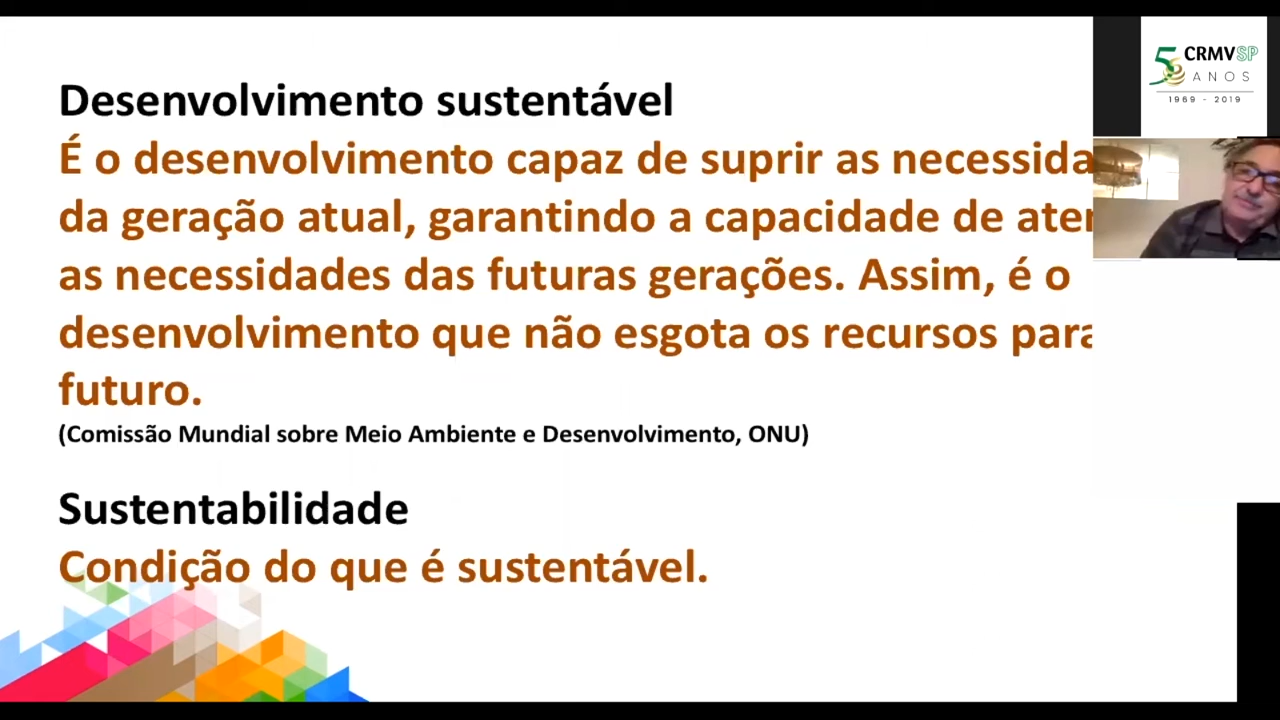 Desenvolvimento sustentável
É o desenvolvimento capaz de suprir as
da geração atual, garantindo a capacidade de
as necessidades das futuras gerações. Assim, é o
desenvolvimento que não esgota os recursos para
futuro.
(Comissão Mundial sobre Meio Ambiente e Desenvolvimento, ONU)
Sustentabilidade
Condição do que é sustentável.
CRMVSP
50 ANOS
1969 - 2019